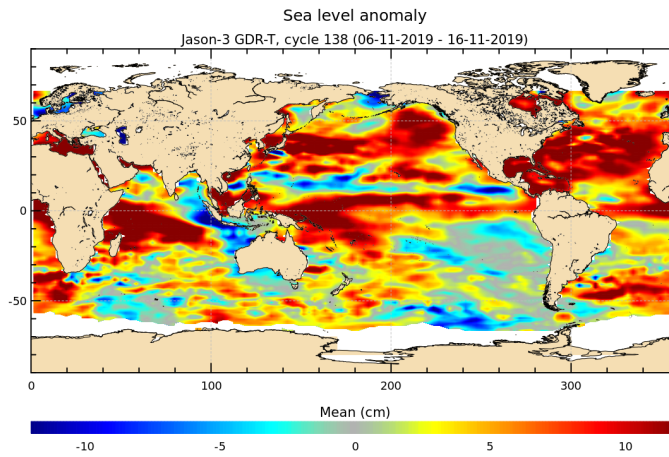 Sea level anomaly
Jason-3 GDR-T, cycle 138 (06-11-2019 - 16-11-2019)
50
0
-50
0 100 200 300
Mean (cm)
-10 -5 0 5 10